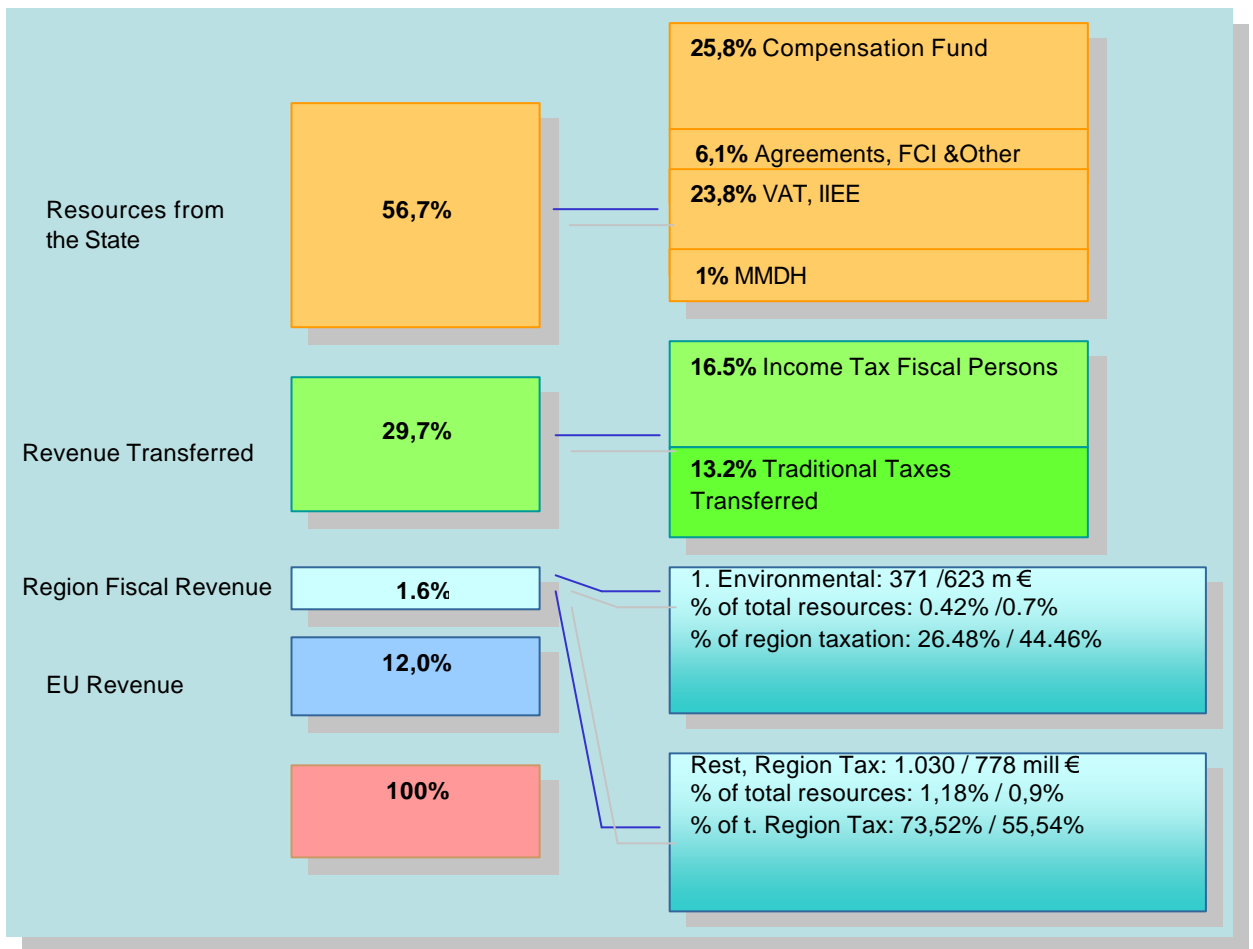 Resources from
the State
56,7%
25,8% Compensation Fund
6,1% Agreements, FCI &Other
23,8% VAT, IIEE
1% MMDH
Revenue Transferred
29,7%
16.5% Income Tax Fiscal Persons
13.2% Traditional Taxes
Transferred
Region Fiscal Revenue
1.6%
1. Environmental: 371 /623 m €
% of total resources: 0.42% /0.7%
% of region taxation: 26.48% / 44.46%
EU Revenue
12,0%
100%
Rest, Region Tax: 1.030 / 778 mill €
% of total resources: 1,18% / 0,9%
% of t. Region Tax: 73,52% / 55,54%